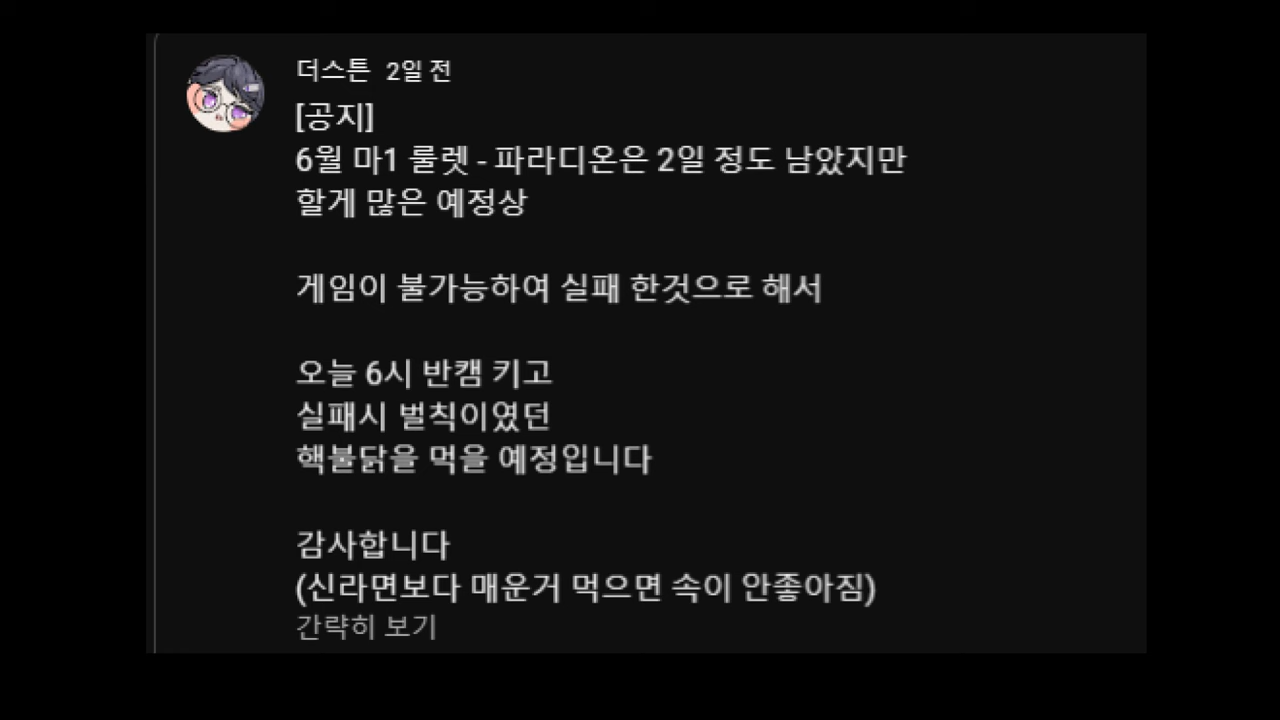 더스튼 2일 전
[공지]
6월 마1 룰렛 - 파라디온은 2일 정도 남았지만
할게 많은 예정상
게임이 불가능하여 실패 한것으로 해서
오늘 6시 반캠 키고
실패시 벌칙이였던
핵불닭을 먹을 예정입니다
감사합니다
(신라면보다 매운거 먹으면 속이 안좋아짐)
간략히 보기